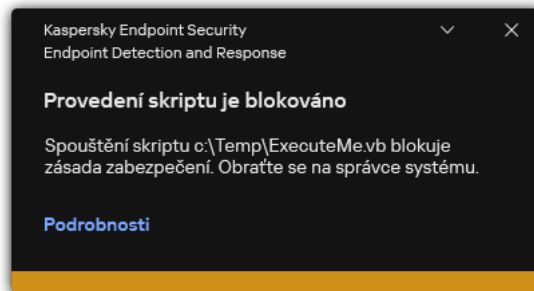 Kaspersky Endpoint Security
Endpoint Detection and Response
Provedení skriptu je blokováno
Spouštění skriptu c:\Temp\ExecuteMe.vb blokuje
zásada zabezpečení. Obraťte se na správce systému.
Podrobnosti